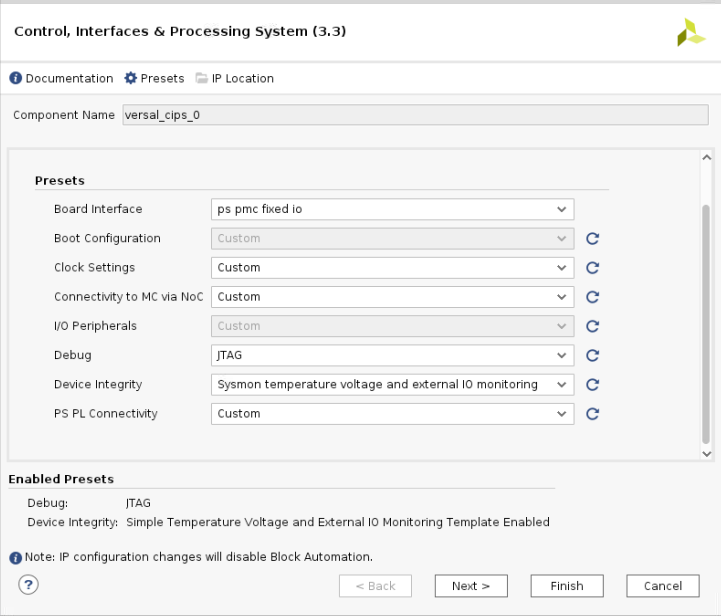 Control, Interfaces & Processing System (3.3)
Documentation Presets IP Location
Component Name versal_cips_0
Presets
Board Interface ps pmc fixed io
Boot Configuration Custom
Clock Settings Custom
Connectivity to MC via NoC Custom
I/O Peripherals Custom
Debug JTAG
Device Integrity Sysmon temperature voltage and external IO monitoring
PS PL Connectivity Custom
Enabled Presets
Debug: JTAG
Device Integrity: Simple Temperature Voltage and External IO Monitoring Template Enabled
Note: IP configuration changes will disable Block Automation.
? < Back Next > Finish Cancel